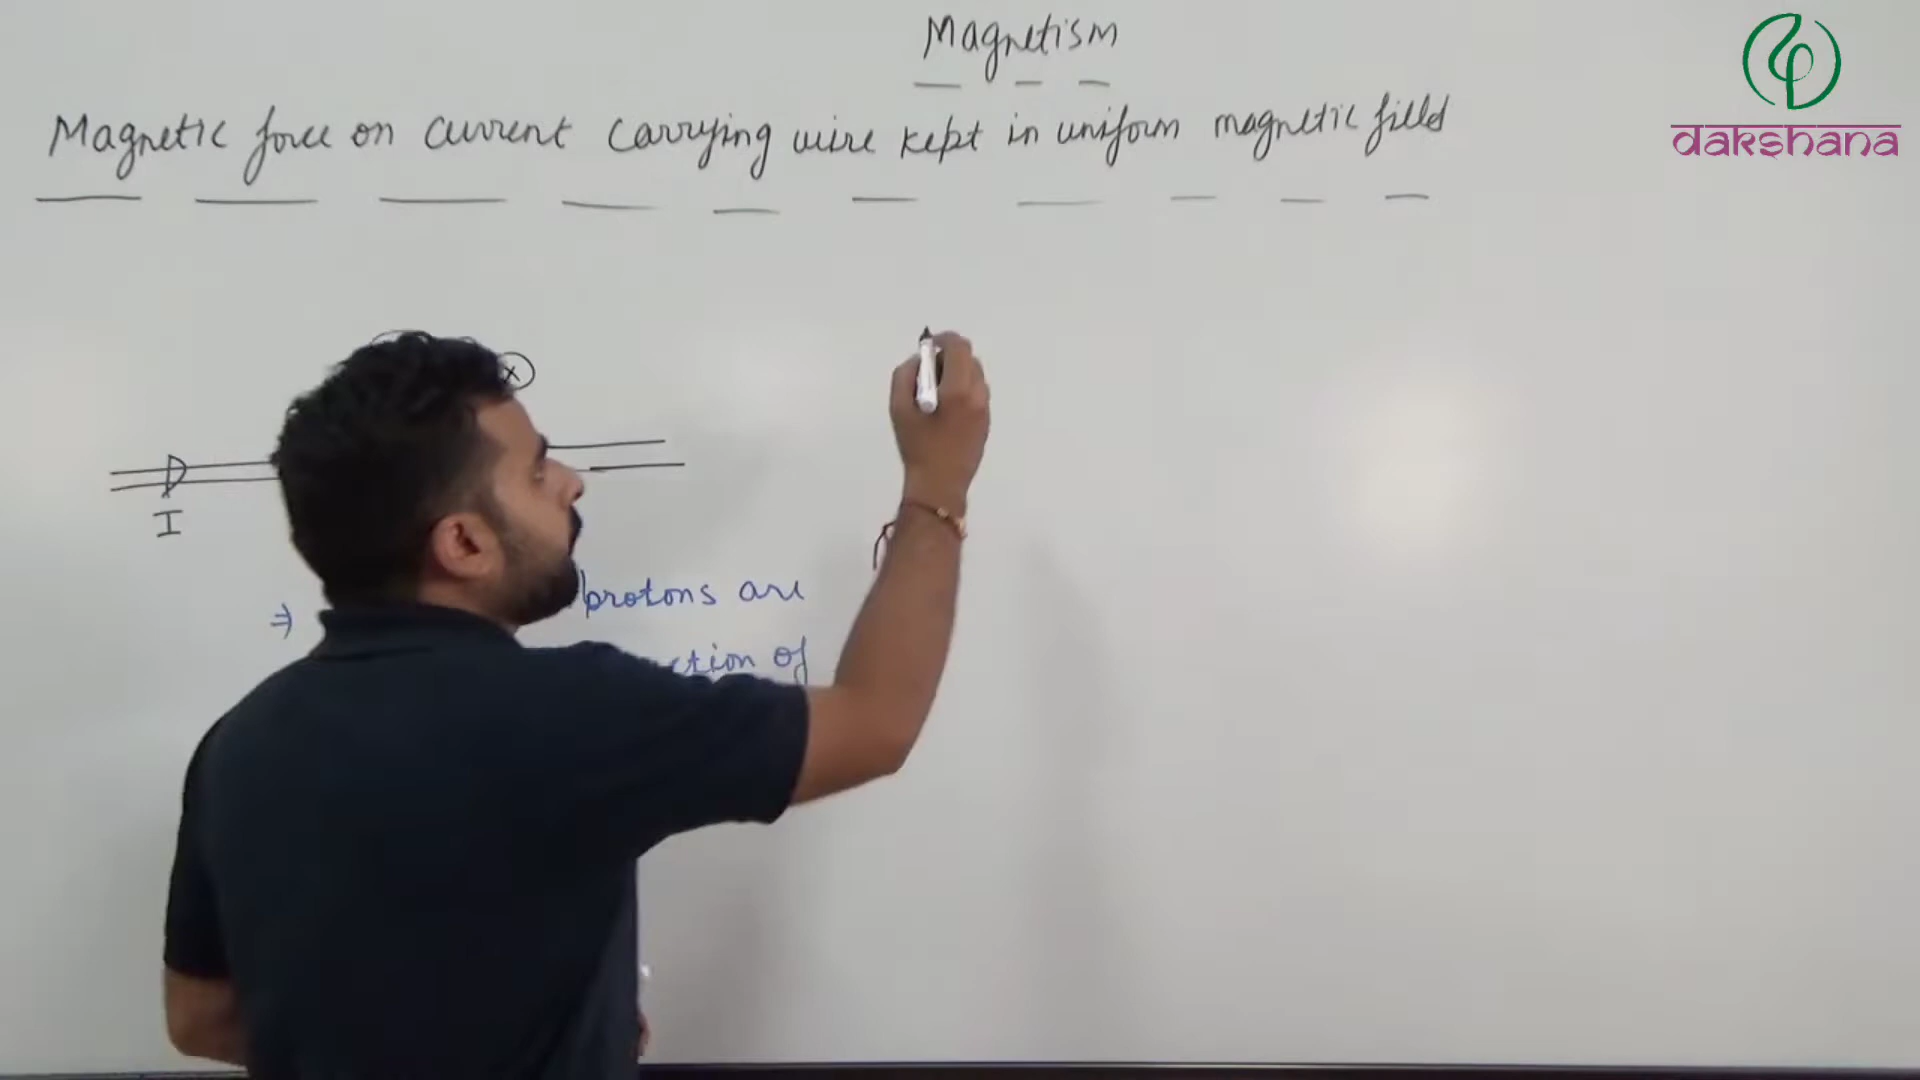 Magnetism
dakshana
Magnetic force on current carrying wire kept in uniform magnetic field
x
I
⇒ protons are
of